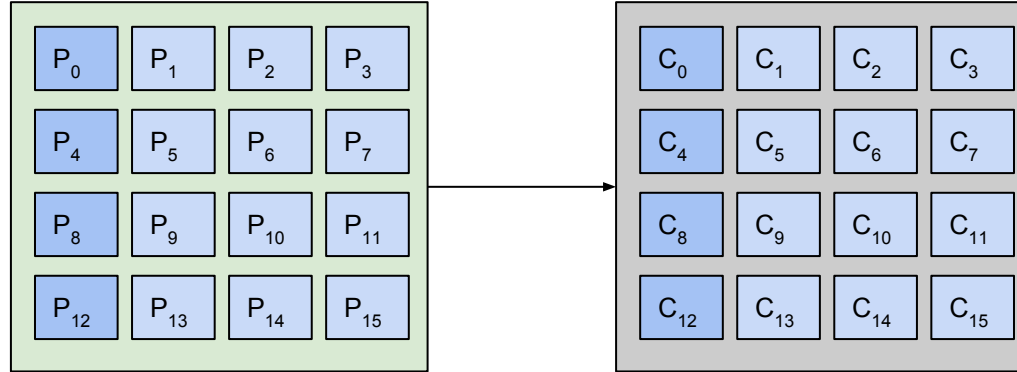 P₀ P₁ P₂ P₃ C₀ C₁ C₂ C₃
P₄ P₅ P₆ P₇ C₄ C₅ C₆ C₇
P₈ P₉ P₁₀ P₁₁ C₈ C₉ C₁₀ C₁₁
P₁₂ P₁₃ P₁₄ P₁₅ C₁₂ C₁₃ C₁₄ C₁₅